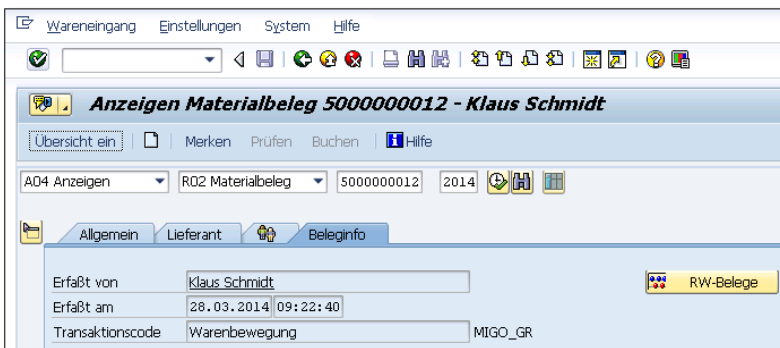 Wareneingang Einstellungen System Hilfe
Anzeigen Materialbeleg 5000000012 - Klaus Schmidt
Übersicht ein Merken Prüfen Buchen Hilfe
A04 Anzeigen R02 Materialbeleg 5000000012 2014
Allgemein Lieferant Beleginfo
Erfaßt von Klaus Schmidt RW-Belege
Erfaßt am 28.03.2014 09:22:40
Transaktionscode Warenbewegung MIGO_GR